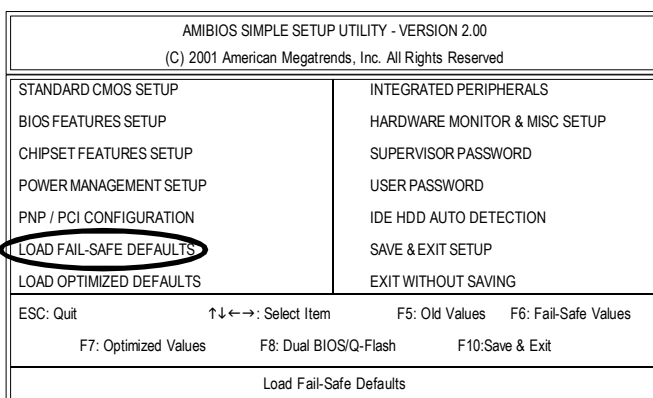 AMIBIOS SIMPLE SETUP UTILITY - VERSION 2.00
(C) 2001 American Megatrends, Inc. All Rights Reserved
STANDARD CMOS SETUP
BIOS FEATURES SETUP
CHIPSET FEATURES SETUP
POWER MANAGEMENT SETUP
PNP / PCI CONFIGURATION
LOAD FAIL-SAFE DEFAULTS
LOAD OPTIMIZED DEFAULTS
INTEGRATED PERIPHERALS
HARDWARE MONITOR & MISC SETUP
SUPERVISOR PASSWORD
USER PASSWORD
IDE HDD AUTO DETECTION
SAVE & EXIT SETUP
EXIT WITHOUT SAVING
ESC: Quit ↑↓←→: Select Item F5: Old Values F6: Fail-Safe Values
F7: Optimized Values F8: Dual BIOS/Q-Flash F10:Save & Exit
Load Fail-Safe Defaults